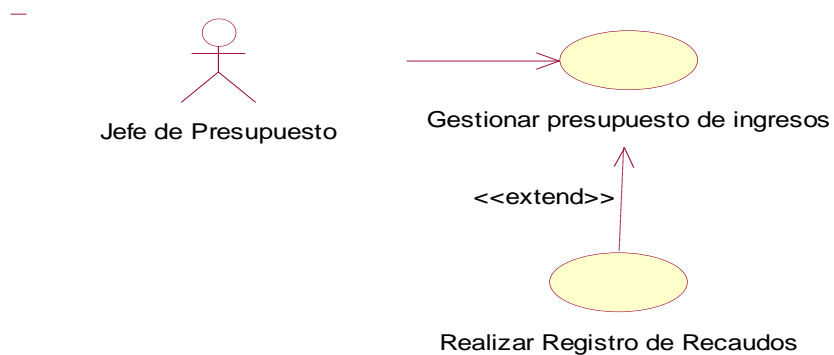 Jefe de Presupuesto
Gestionar presupuesto de ingresos
<<extend>>
Realizar Registro de Recaudos